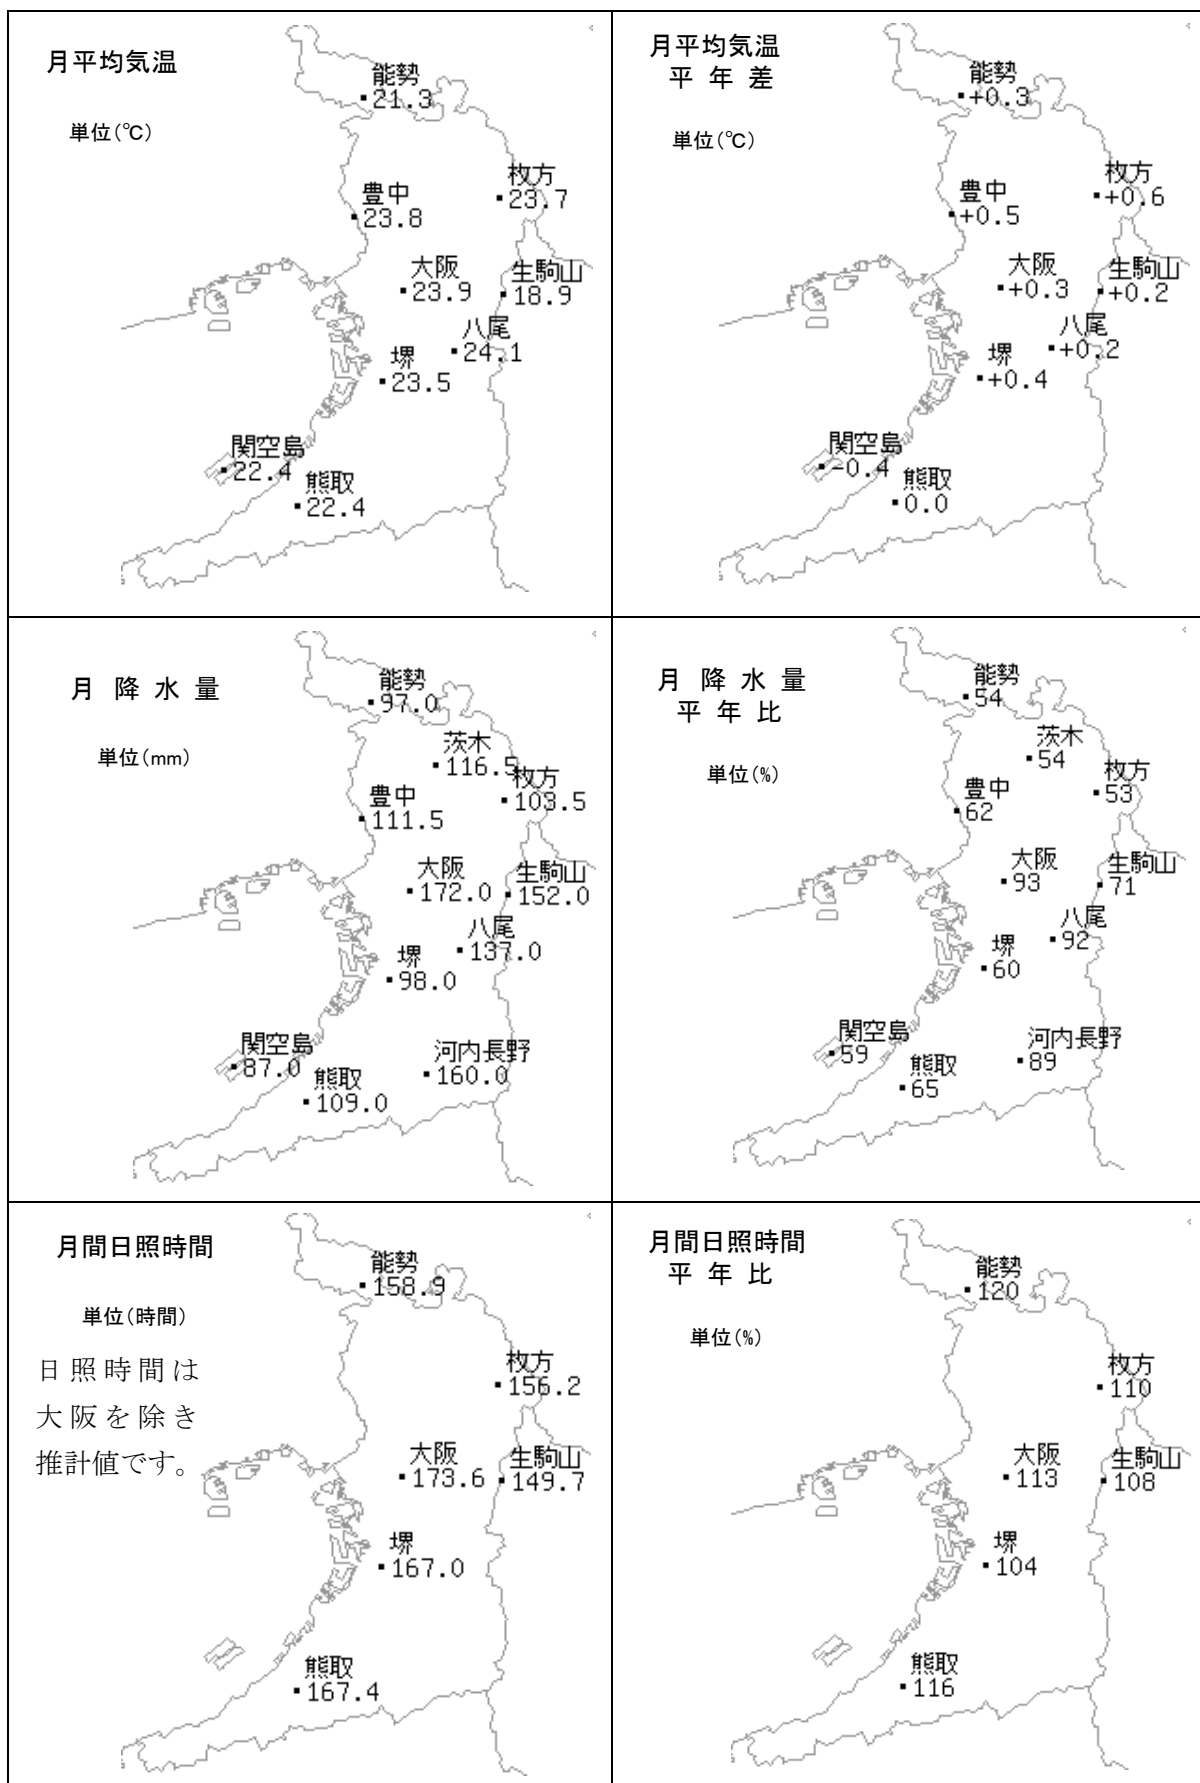 月平均気温
単位(℃)
能勢
21.3
枚方
23.7
豊中
23.8
大阪
23.9
生駒山
18.9
八尾
24.1
堺
23.5
関空島
22.4
熊取
22.4
月平均気温
平年差
単位(℃)
能勢
+0.3
枚方
+0.6
豊中
+0.5
大阪
+0.3
生駒山
+0.2
八尾
+0.2
堺
+0.4
関空島
-0.4
熊取
0.0
月降水量
単位(mm)
能勢
97.0
茨木
116.5
枚方
103.5
豊中
111.5
大阪
172.0
生駒山
152.0
八尾
137.0
堺
98.0
関空島
87.0
河内長野
160.0
熊取
109.0
月降水量
平年比
単位(%)
能勢
54
茨木
54
枚方
53
豊中
62
大阪
93
生駒山
71
八尾
92
堺
60
関空島
59
河内長野
89
熊取
65
月間日照時間
単位(時間)
日照時間は
大阪を除き
推計値です。
能勢
158.9
枚方
156.2
大阪
173.6
生駒山
149.7
堺
167.0
熊取
167.4
月間日照時間
平年比
単位(%)
能勢
120
枚方
110
大阪
113
生駒山
108
堺
104
熊取
116